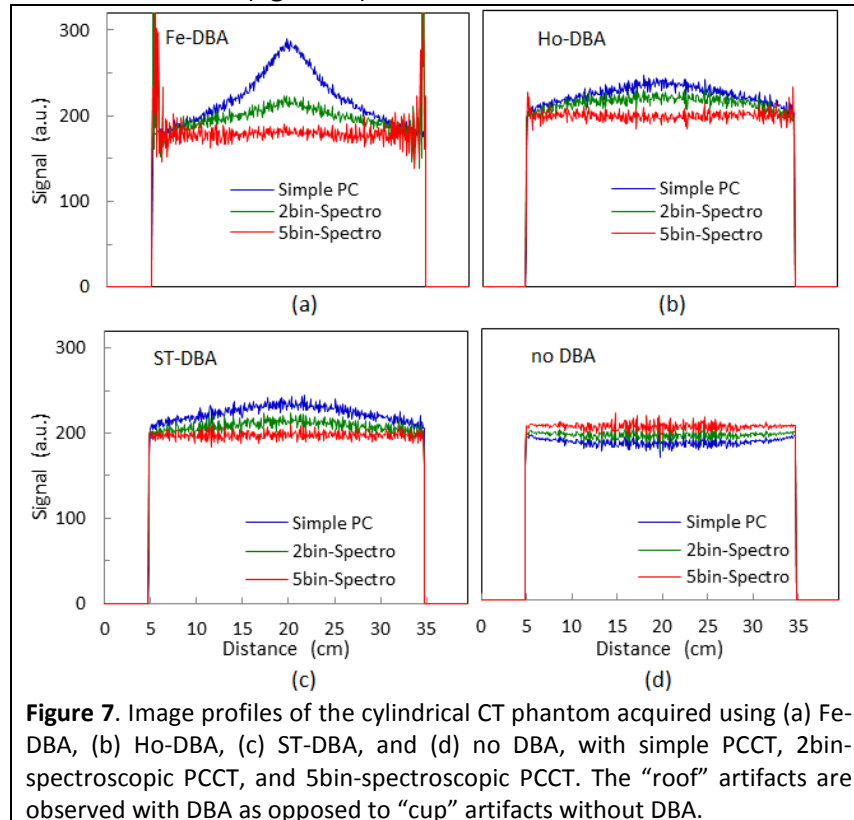 300
Fe-DBA
Ho-DBA
Signal (a.u.)
200
100
0
Simple PC
2bin-Spectro
5bin-Spectro
Simple PC
2bin-Spectro
5bin-Spectro
(a)
(b)
300
ST-DBA
no DBA
Signal (a.u.)
200
100
0
Simple PC
2bin-Spectro
5bin-Spectro
Simple PC
2bin-Spectro
5bin-Spectro
0 5 10 15 20 25 30 35
0 5 10 15 20 25 30 35
Distance (cm)
Distance (cm)
(c)
(d)
Figure 7. Image profiles of the cylindrical CT phantom acquired using (a) Fe-
DBA, (b) Ho-DBA, (c) ST-DBA, and (d) no DBA, with simple PCCT, 2bin-
spectroscopic PCCT, and 5bin-spectroscopic PCCT. The “roof” artifacts are
observed with DBA as opposed to “cup” artifacts without DBA.